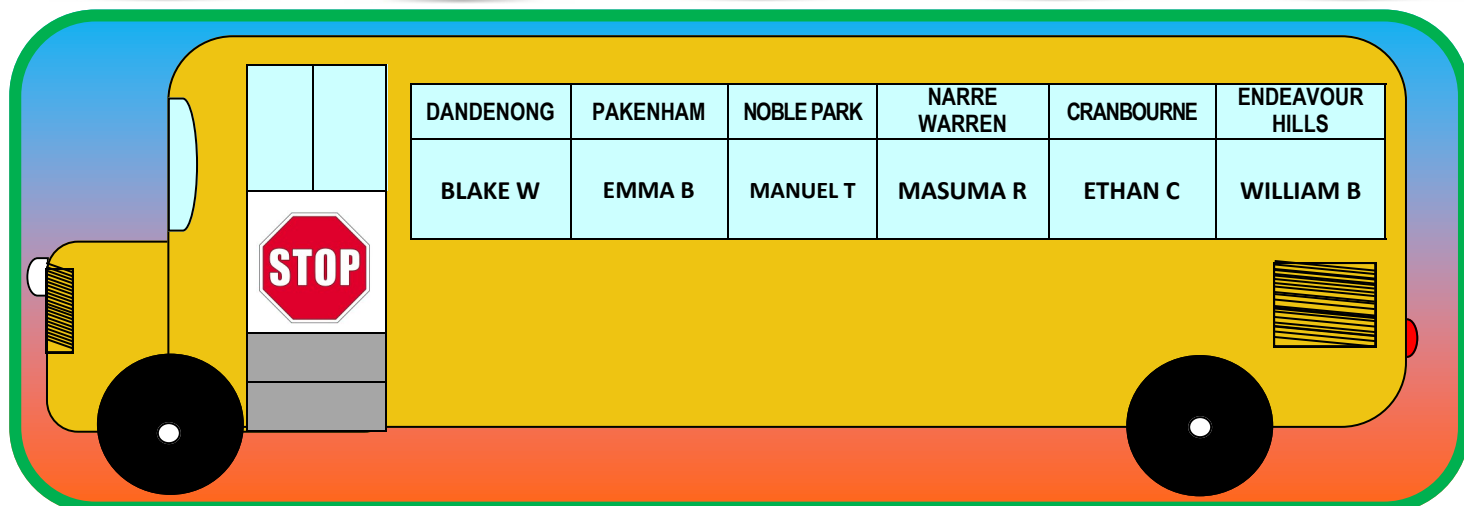 DANDENONG PAKENHAM NOBLE PARK NARRE WARREN CRANBOURNE ENDEAVOUR HILLS
BLAKE W EMMA B MANUEL T MASUMA R ETHAN C WILLIAM B
STOP